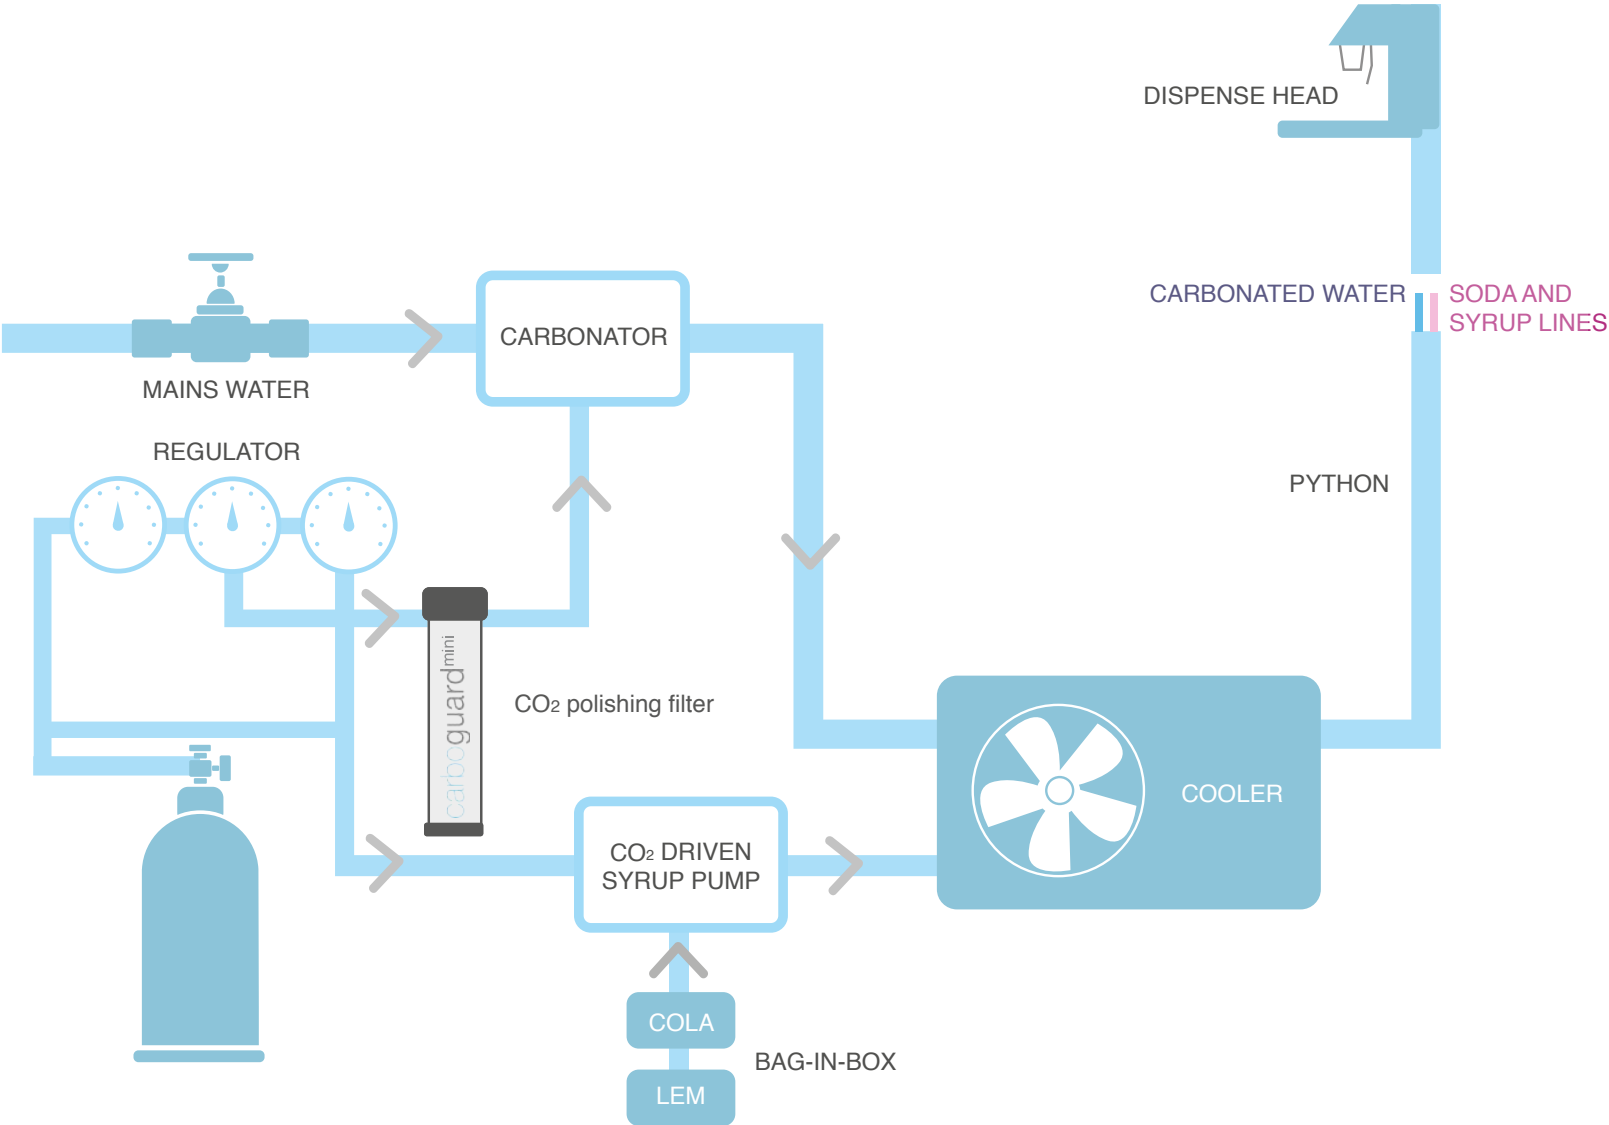 DISPENSE HEAD
CARBONATED WATER
SODA AND
SYRUP LINES
CARBONATOR
MAINS WATER
REGULATOR
PYTHON
carboguardmini
CO2 polishing filter
COOLER
CO2 DRIVEN
SYRUP PUMP
COLA
BAG-IN-BOX
LEM